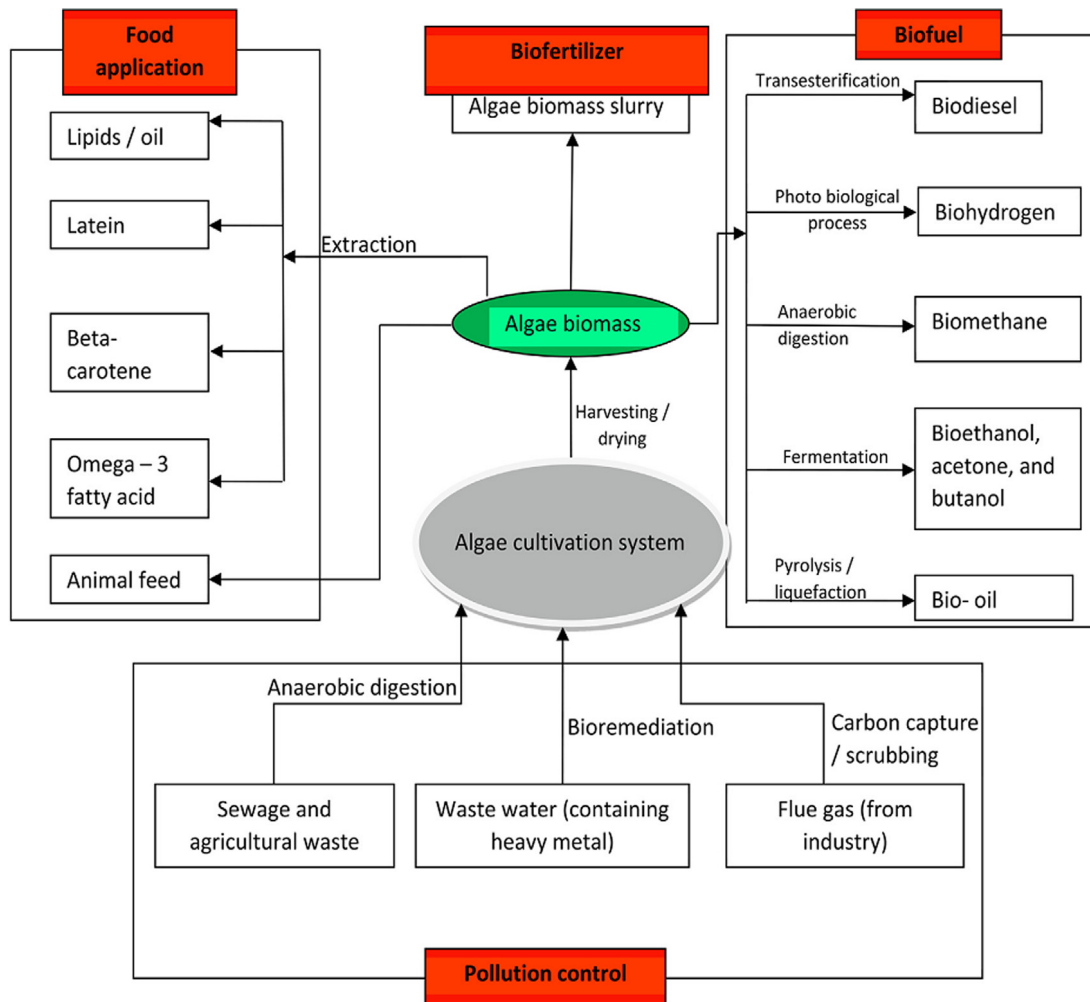 Food
application
Lipids / oil
Latein
Beta-
carotene
Omega – 3
fatty acid
Animal feed
Extraction
Biofertilizer
Algae biomass slurry
Algae biomass
Harvesting /
drying
Algae cultivation system
Biofuel
Transesterification
Biodiesel
Photo biological
process
Biohydrogen
Anaerobic
digestion
Biomethane
Fermentation
Bioethanol,
acetone, and
butanol
Pyrolysis /
liquefaction
Bio- oil
Anaerobic digestion
Bioremediation
Carbon capture
/ scrubbing
Sewage and
agricultural waste
Waste water (containing
heavy metal)
Flue gas (from
industry)
Pollution control